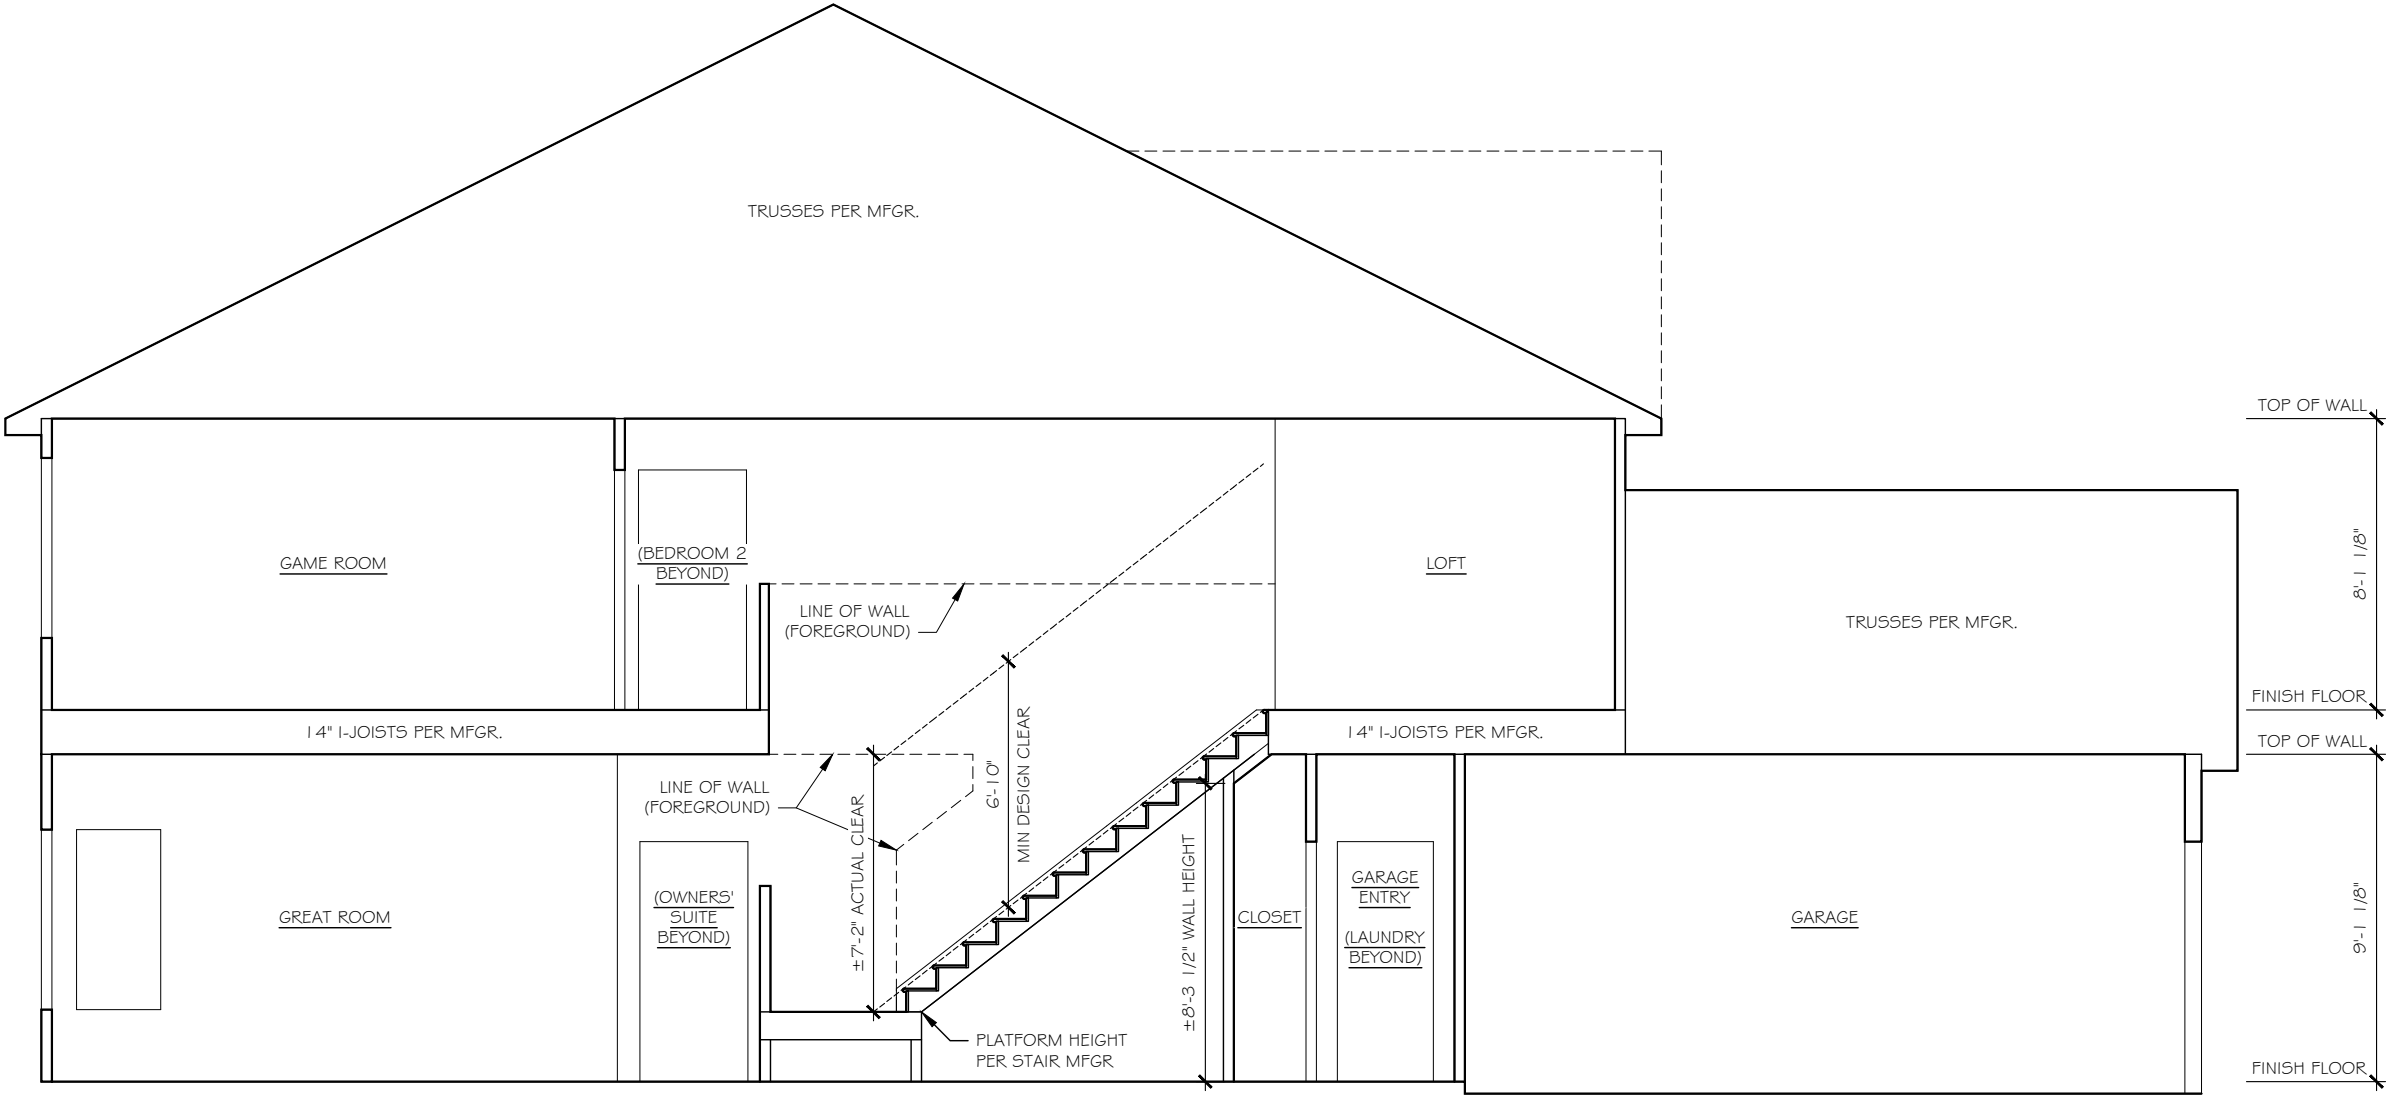 TRUSSES PER MFGR.
TOP OF WALL
GAME ROOM
(BEDROOM 2
BEYOND)
LOFT
8'-1 1/8"
LINE OF WALL
(FOREGROUND)
TRUSSES PER MFGR.
FINISH FLOOR
14" I-JOISTS PER MFGR.
14" I-JOISTS PER MFGR.
TOP OF WALL
LINE OF WALL
(FOREGROUND)
6'-10"
MIN DESIGN CLEAR
±7'-2" ACTUAL CLEAR
±8'-3 1/2" WALL HEIGHT
GREAT ROOM
(OWNERS'
SUITE
BEYOND)
CLOSET
GARAGE
ENTRY
(LAUNDRY
BEYOND)
GARAGE
9'-1 1/8"
PLATFORM HEIGHT
PER STAIR MFGR
FINISH FLOOR